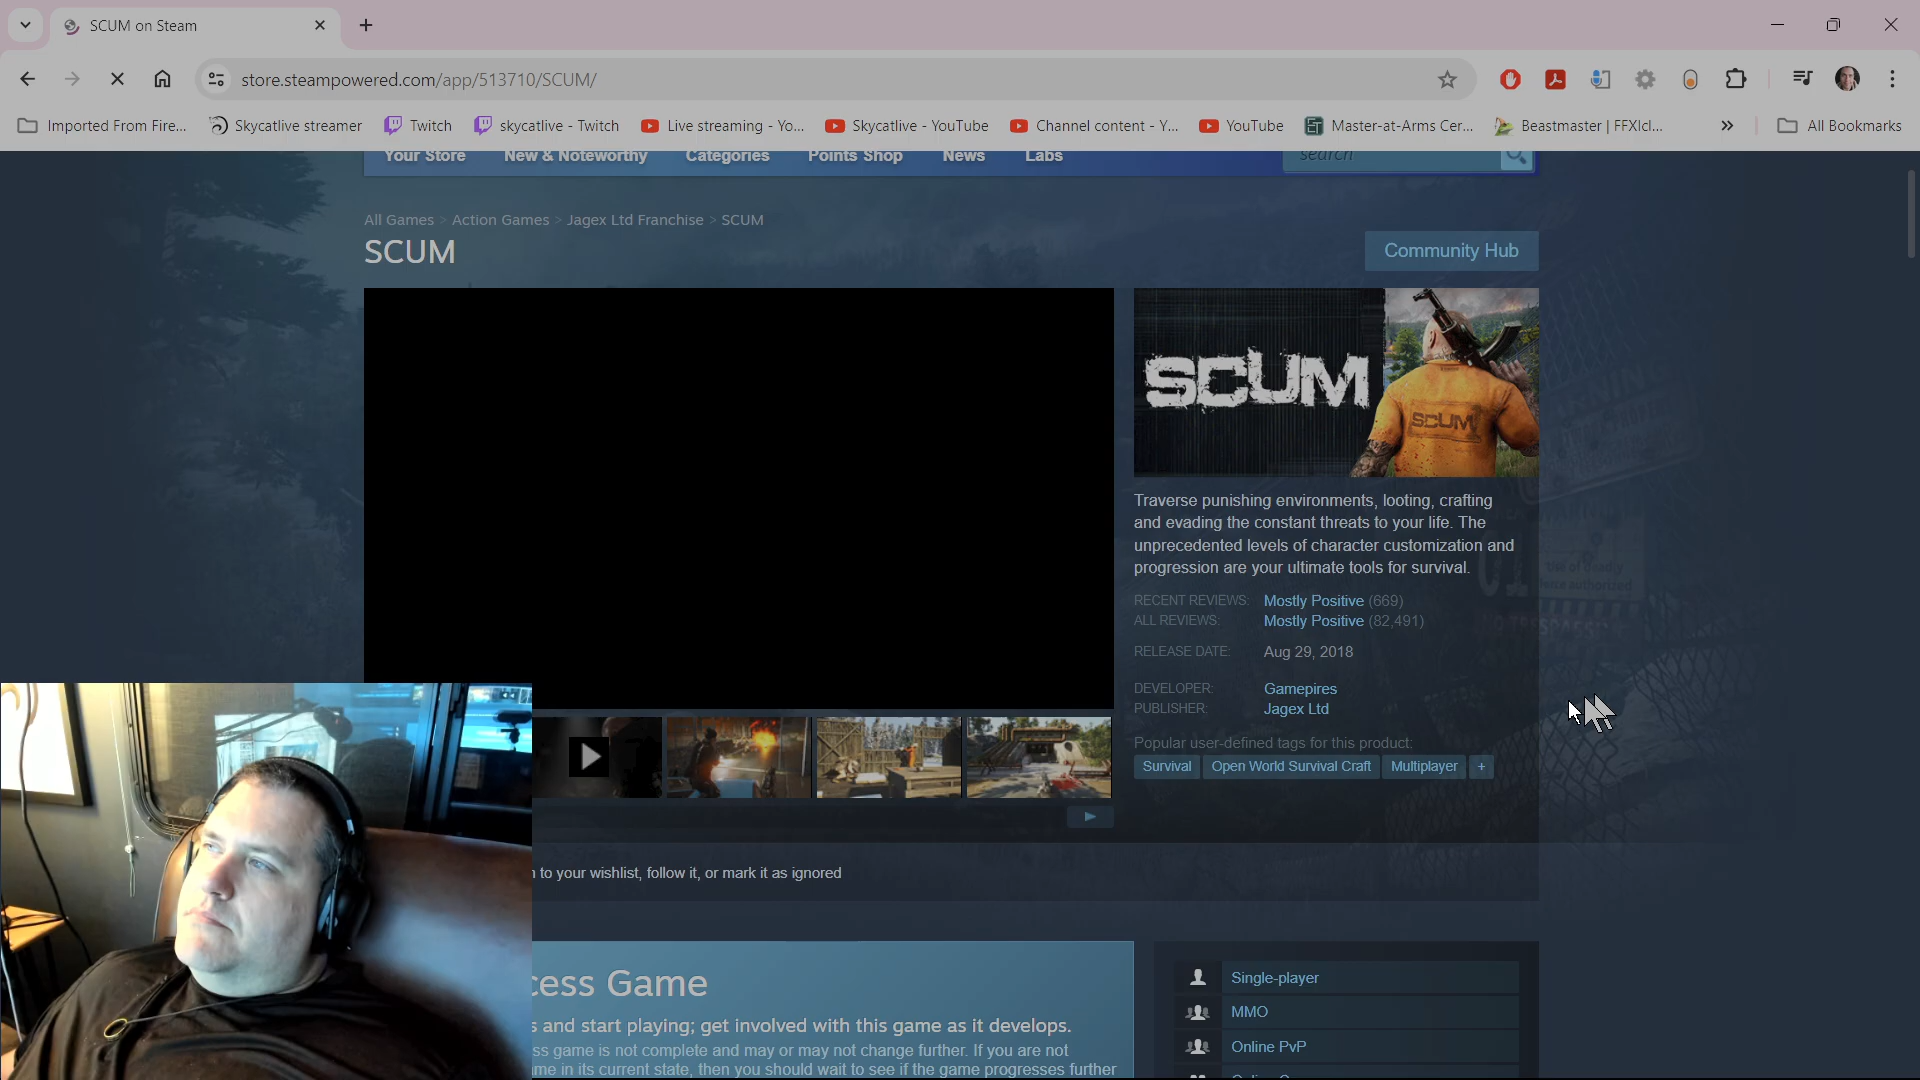 SCUM on Steam
store.steampowered.com/app/513710/SCUM/
Imported From Fire...
Skycatlive streamer
Twitch
skycatlive - Twitch
Live streaming - Yo...
Skycatlive - YouTube
Channel content - Y...
YouTube
Master-at-Arms Cer...
Beastmaster | FFXIcl...
All Bookmarks
Your Store
New & Noteworthy
Categories
Points Shop
News
Labs
search
All Games > Action Games > Jagex Ltd Franchise > SCUM
SCUM
Community Hub
SCUM
SCUM
Traverse punishing environments, looting, crafting
and evading the constant threats to your life. The
unprecedented levels of character customization and
progression are your ultimate tools for survival.
RECENT REVIEWS: Mostly Positive (669)
ALL REVIEWS: Mostly Positive (82,491)
RELEASE DATE: Aug 29, 2018
DEVELOPER: Gamepires
PUBLISHER: Jagex Ltd
Popular user-defined tags for this product:
Survival
Open World Survival Craft
Multiplayer
+
to your wishlist, follow it, or mark it as ignored
cess Game
s and start playing; get involved with this game as it develops.
ss game is not complete and may or may not change further. If you are not
me in its current state, then you should wait to see if the game progresses further
Single-player
MMO
Online PvP